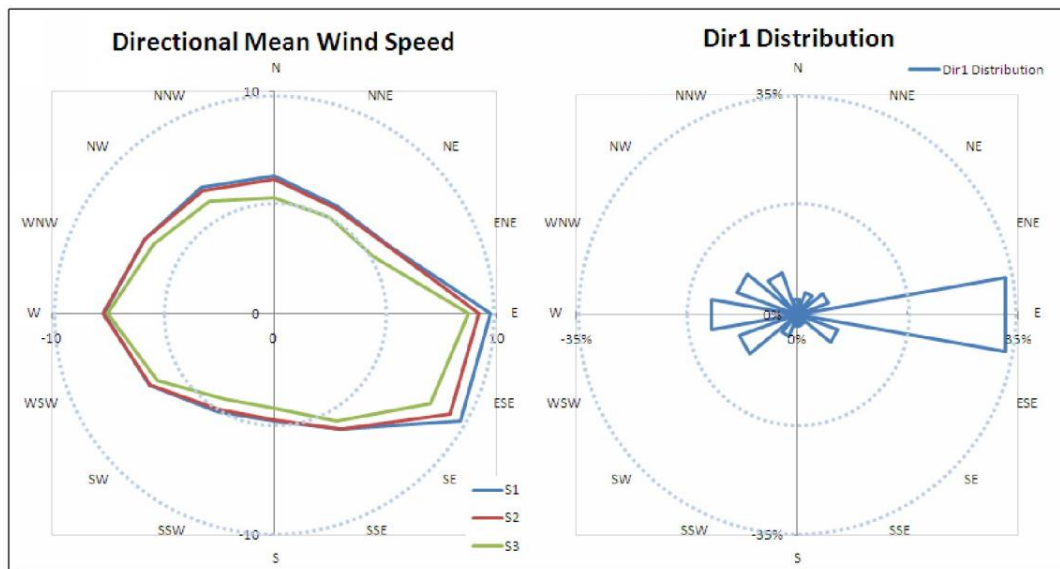 Directional Mean Wind Speed
N
10
NNW
NNE
NW
NE
WNW
ENE
W
-10
0
0
10
E
WSW
ESE
SW
SE
SSW
SSE
-10
S
S1
S2
S3
Dir1 Distribution
Dir1 Distribution
N
35%
NNW
NNE
NW
NE
WNW
ENE
W
-35%
0%
0%
35%
E
WSW
ESE
SW
SE
SSW
SSE
-35%
S